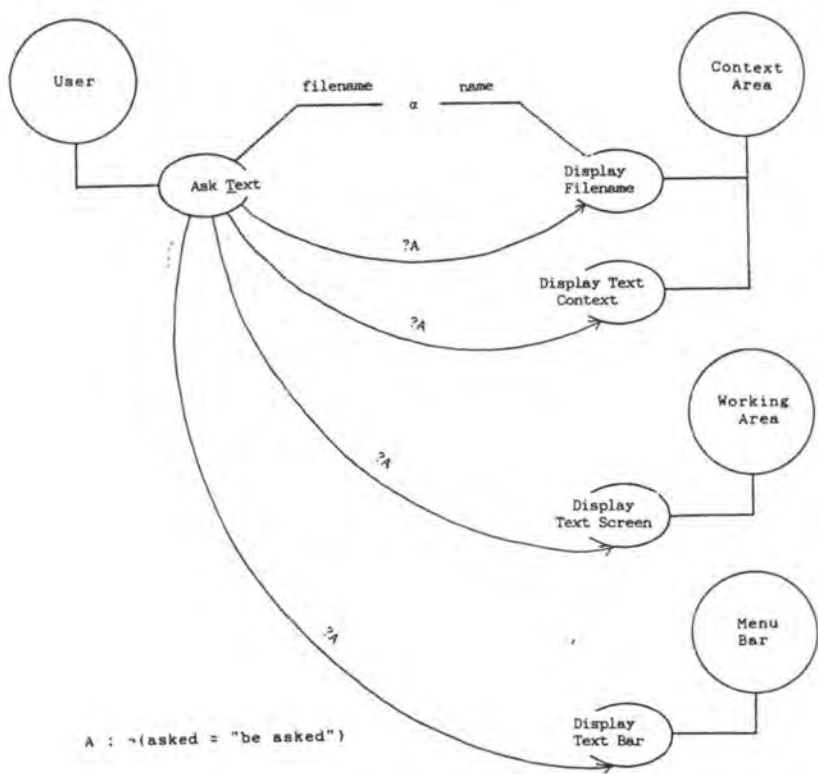 User
filename
α
name
Context
Area
Ask Text
Display
Filename
?A
Display Text
Context
?A
Working
Area
?A
Display
Text Screen
Menu
Bar
?A
Display
Text Bar
A : ¬(asked = "be asked")